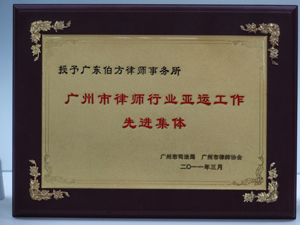 授予广东伯方律师事务所
广州市律师行业亚运工作
先进集体
广州市司法局 广州市律师协会
二〇一一年三月